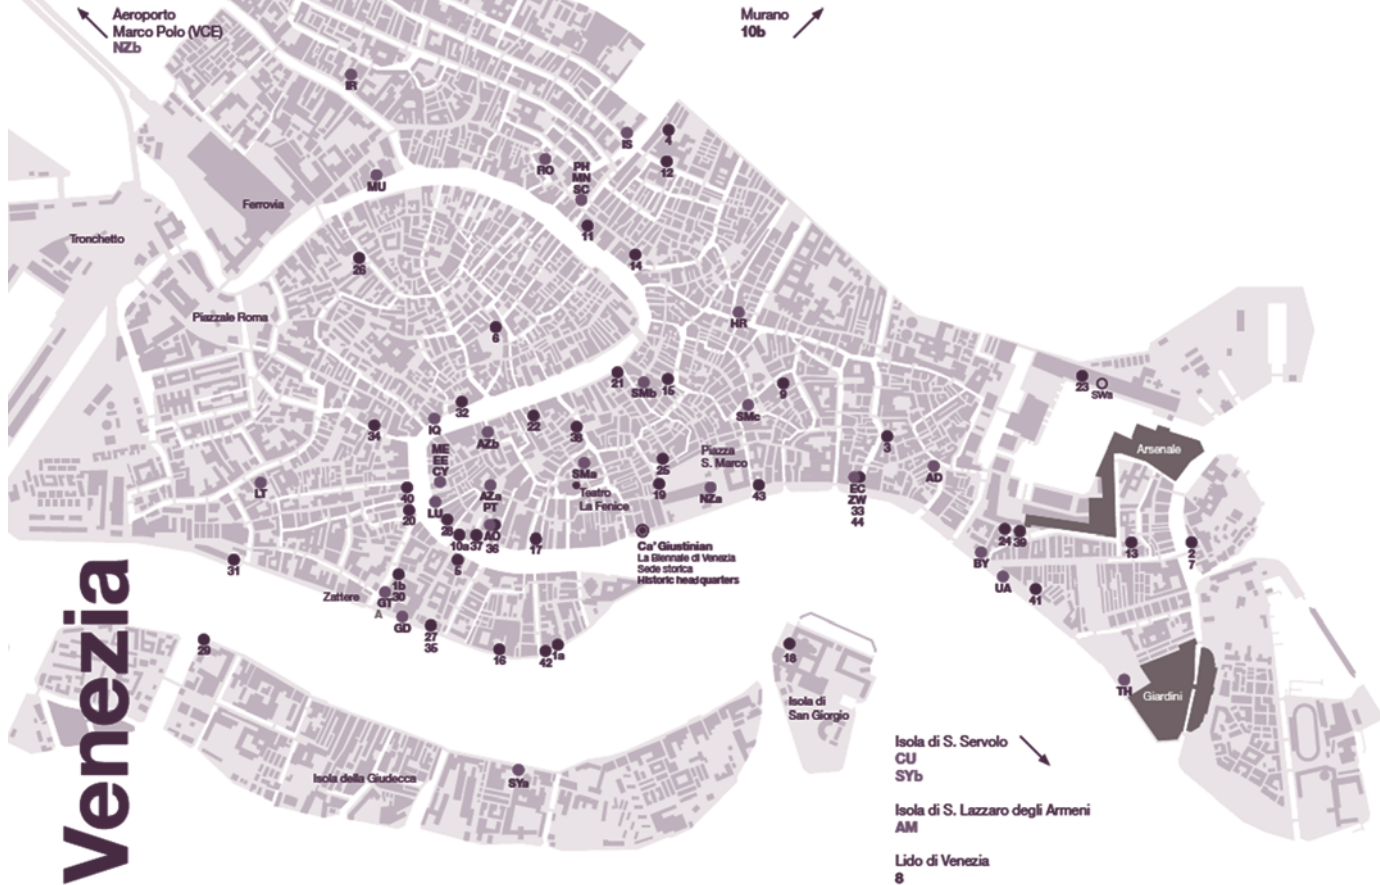 Aeroporto
Marco Polo (VCE)
NZb
Murano
10b
IR
IS
4
RO
PH
MN
SC
12
MU
Ferrovia
11
Tronchetto
14
26
Piazzale Roma
HR
6
21
SMb
15
9
23
SWa
32
SMc
22
34
IQ
AZb
38
3
ME
EE
CY
Piazza
S. Marco
Arsenale
25
SMa
AD
LT
40
AZa
PT
Teatro
La Fenice
19
NZa
43
EC
ZW
33
44
20
LU
28
10a
37
AO
36
17
24
39
13
2
7
Ca' Giustinian
La Biennale di Venezia
Sede storica
Historic headquarters
31
5
BY
1b
30
UA
41
Zattere
GT
A
GD
27
35
29
16
42
1a
18
TH
Giardini
Isola di
San Giorgio
Isola della Giudecca
SYa
Isola di S. Servolo
CU
SYb
Isola di S. Lazzaro degli Armeni
AM
Lido di Venezia
8
Venezia